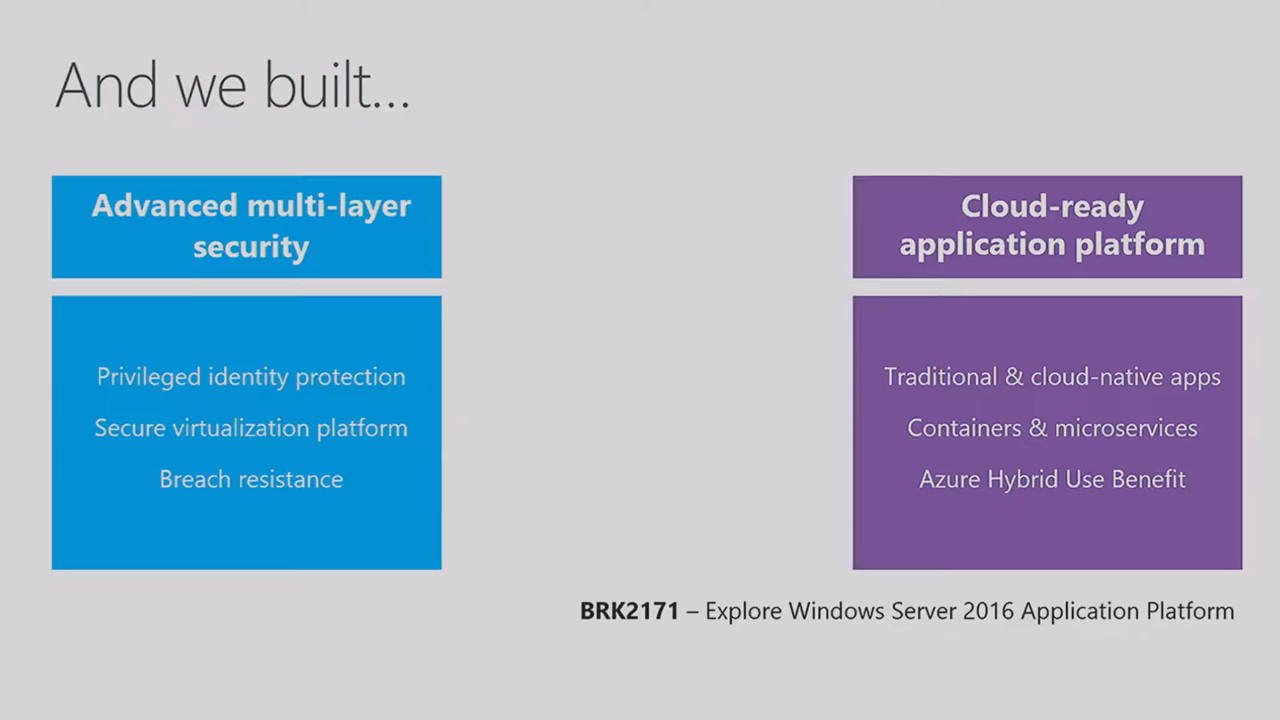 And we built...
Advanced multi-layer
security
Privileged identity protection
Secure virtualization platform
Breach resistance
Cloud-ready
application platform
Traditional & cloud-native apps
Containers & microservices
Azure Hybrid Use Benefit
BRK2171 – Explore Windows Server 2016 Application Platform